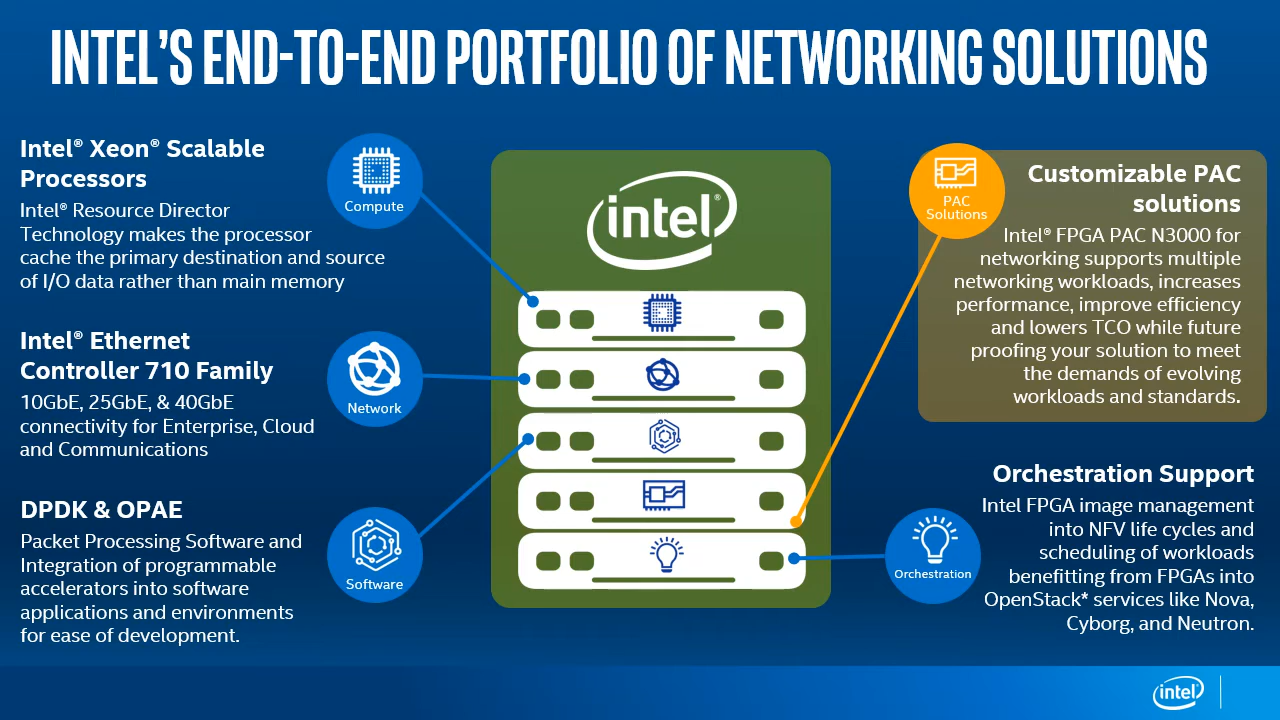 INTEL'S END-TO-END PORTFOLIO OF NETWORKING SOLUTIONS
Intel® Xeon® Scalable
Processors
Intel® Resource Director
Technology makes the processor
cache the primary destination and source
of I/O data rather than main memory
Compute
Intel® Ethernet
Controller 710 Family
10GbE, 25GbE, & 40GbE
connectivity for Enterprise, Cloud
and Communications
Network
DPDK & OPAE
Packet Processing Software and
Integration of programmable
accelerators into software
applications and environments
for ease of development.
Software
intel®
PAC
Solutions
Customizable PAC
solutions
Intel® FPGA PAC N3000 for
networking supports multiple
networking workloads, increases
performance, improve efficiency
and lowers TCO while future
proofing your solution to meet
the demands of evolving
workloads and standards.
Orchestration Support
Intel FPGA image management
into NFV life cycles and
scheduling of workloads
benefitting from FPGAs into
OpenStack* services like Nova,
Cyborg, and Neutron.
Orchestration
intel®